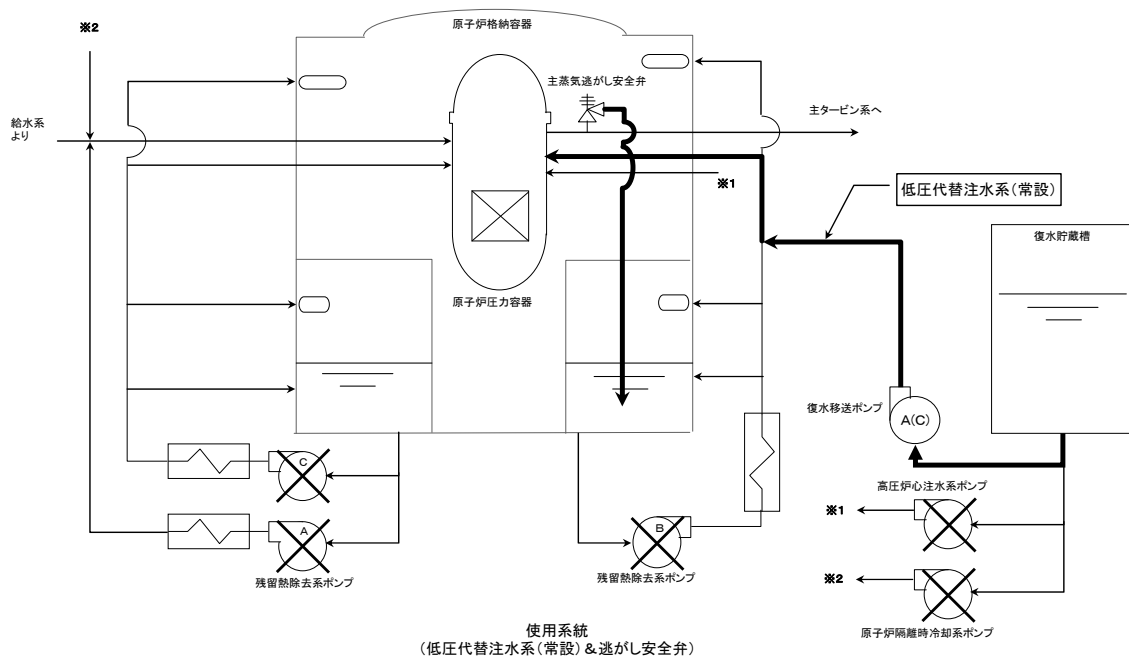 ※2
原子炉格納容器
主蒸気逃がし安全弁
給水系
より
主タービン系へ
※1
低圧代替注水系(常設)
復水貯蔵槽
原子炉圧力容器
復水移送ポンプ
A(C)
C
高圧炉心注水系ポンプ
※1
A
B
残留熱除去系ポンプ
残留熱除去系ポンプ
※2
原子炉隔離時冷却系ポンプ
使用系統
(低圧代替注水系(常設)&逃がし安全弁)